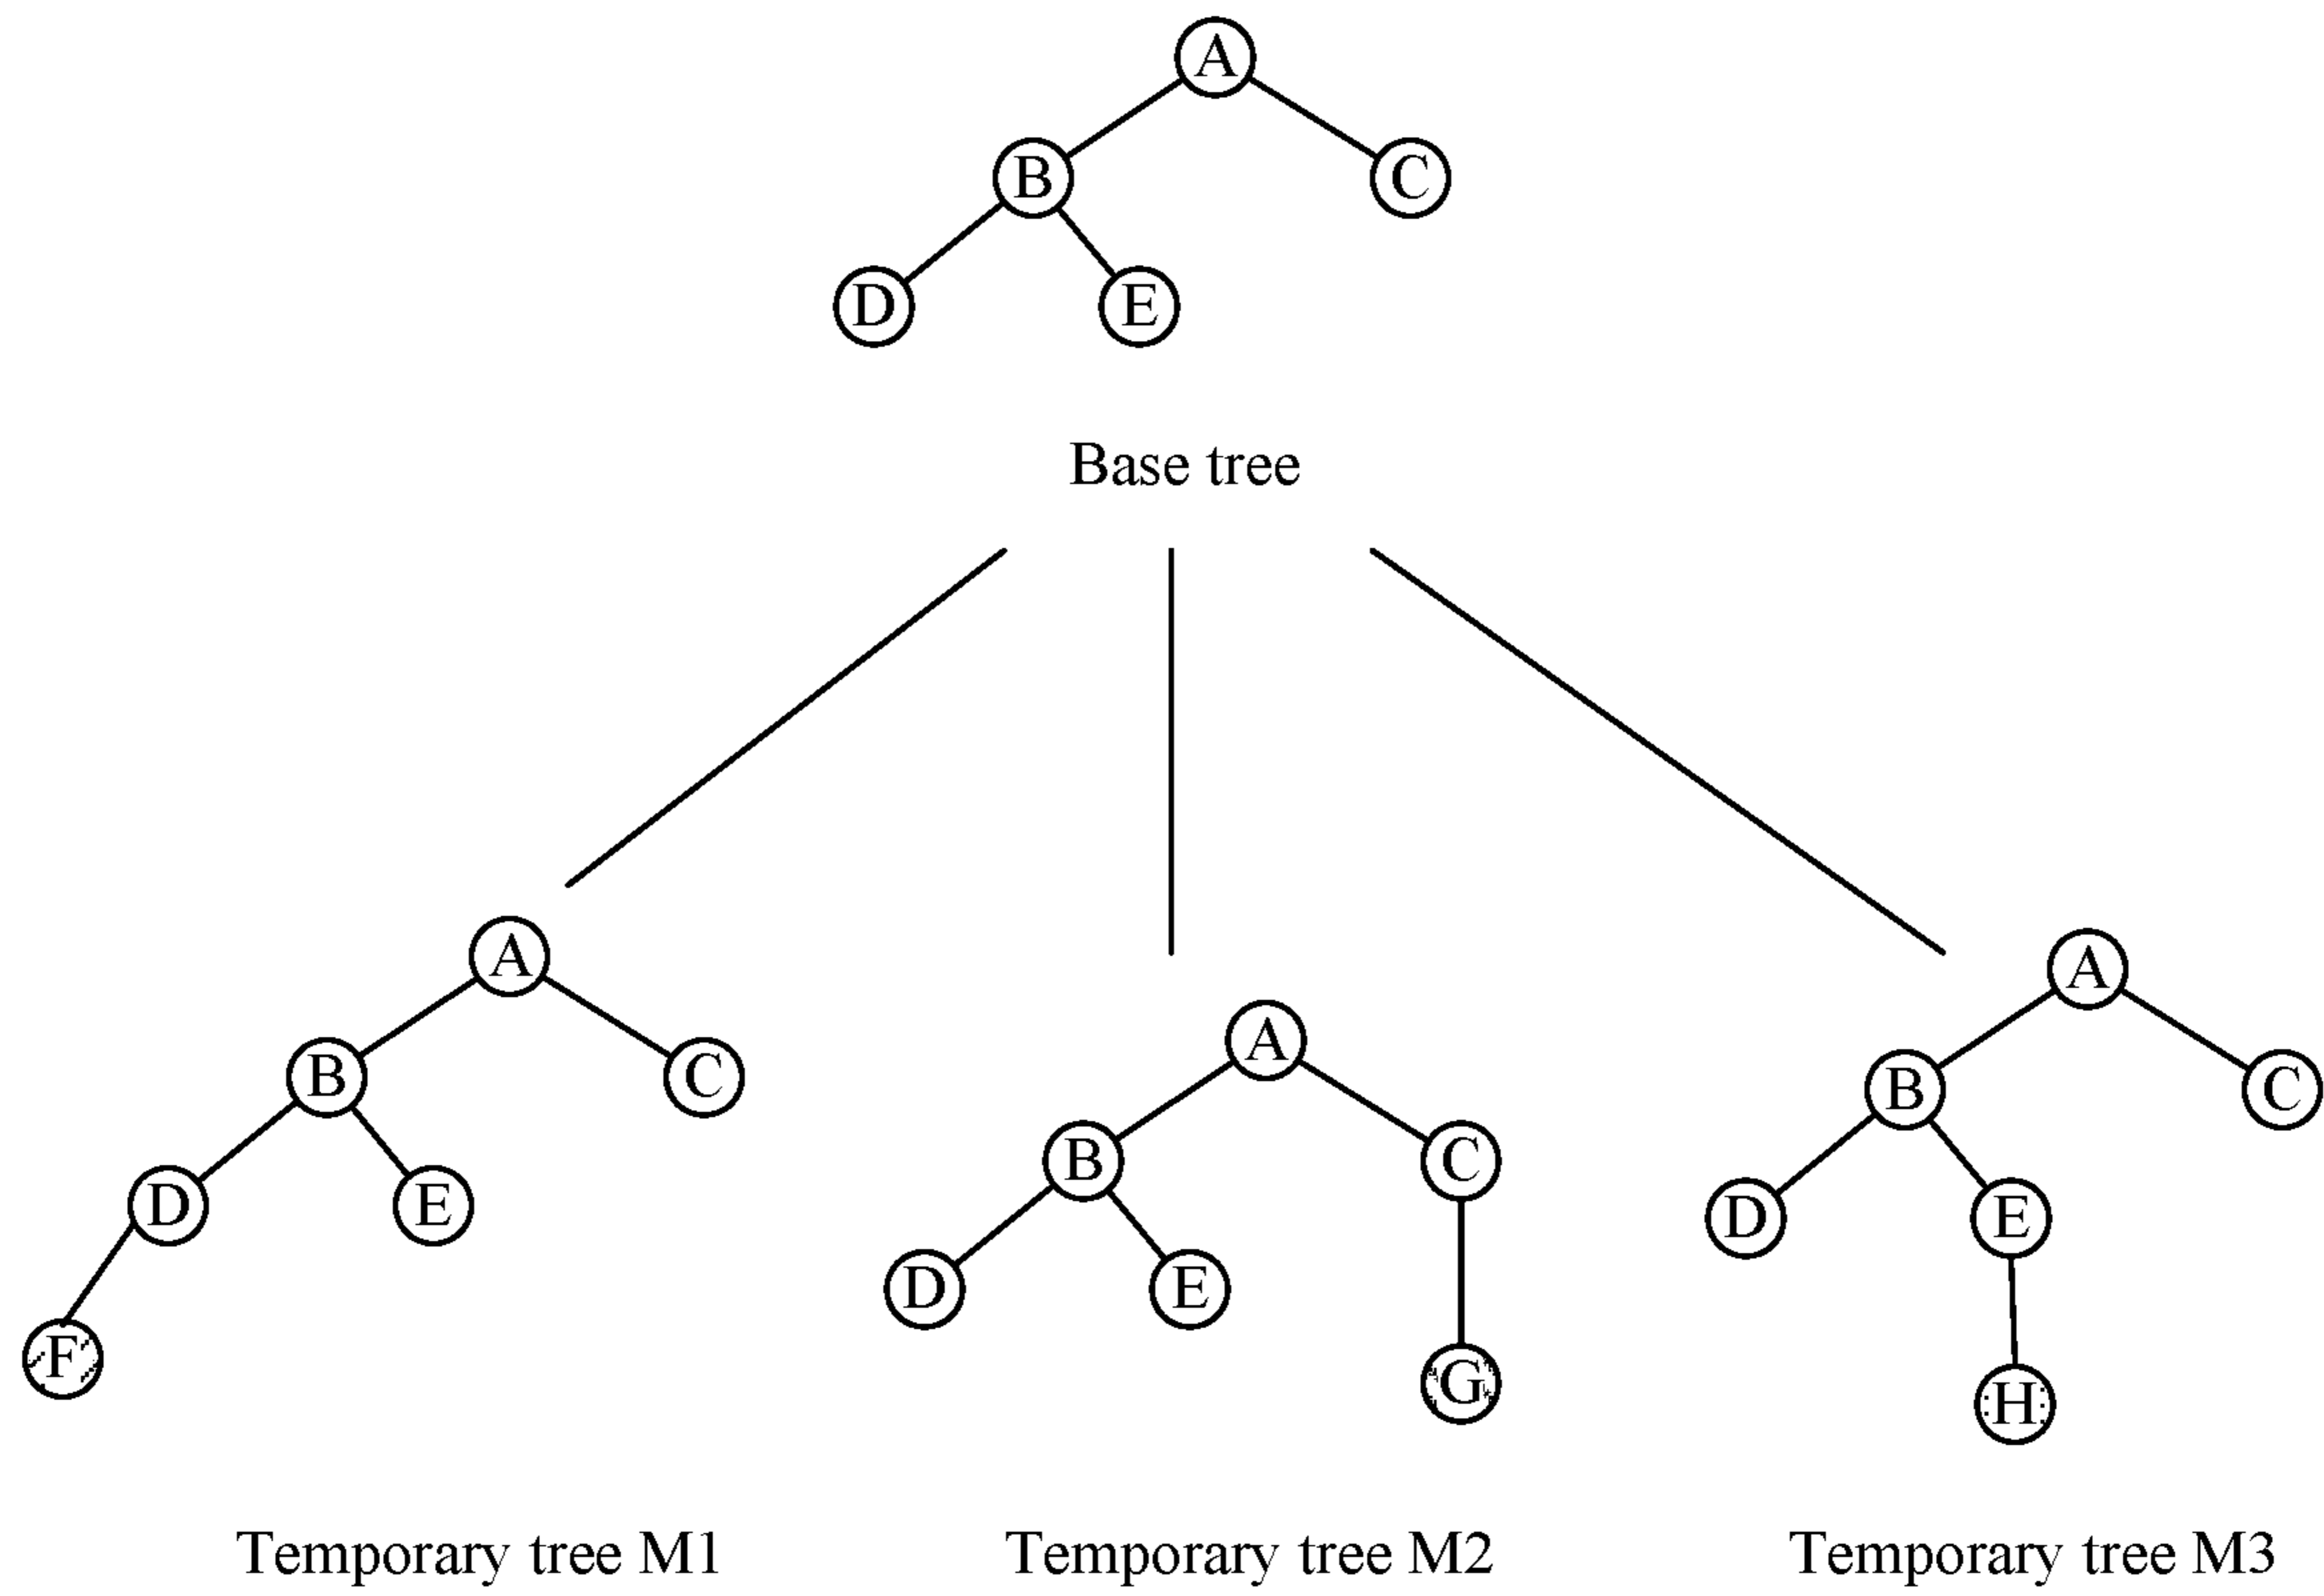 A
B
C
D
E
Base tree
A
B
C
D
E
F
A
B
C
D
E
G
A
B
C
D
E
H
Temporary tree M1
Temporary tree M2
Temporary tree M3